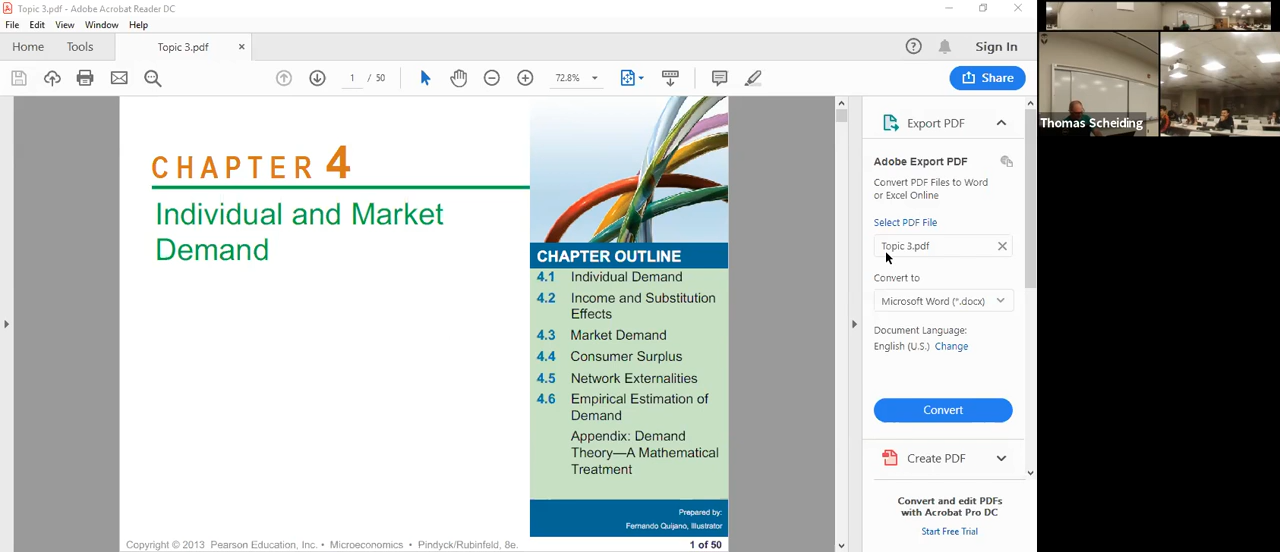 Topic 3.pdf - Adobe Acrobat Reader DC
File Edit View Window Help
Home Tools Topic 3.pdf Sign In
1 / 50 72.8% Share
CHAPTER 4
Individual and Market
Demand
CHAPTER OUTLINE
4.1 Individual Demand
4.2 Income and Substitution
Effects
4.3 Market Demand
4.4 Consumer Surplus
4.5 Network Externalities
4.6 Empirical Estimation of
Demand
Appendix: Demand
Theory—A Mathematical
Treatment
Prepared by:
Fernando Quijano, Illustrator
Copyright © 2013 Pearson Education, Inc. • Microeconomics • Pindyck/Rubinfeld, 8e.
1 of 50
Export PDF
Adobe Export PDF
Convert PDF Files to Word
or Excel Online
Select PDF File
Topic 3.pdf
Convert to
Microsoft Word (*.docx)
Document Language:
English (U.S.) Change
Convert
Create PDF
Convert and edit PDFs
with Acrobat Pro DC
Start Free Trial
Thomas Scheiding